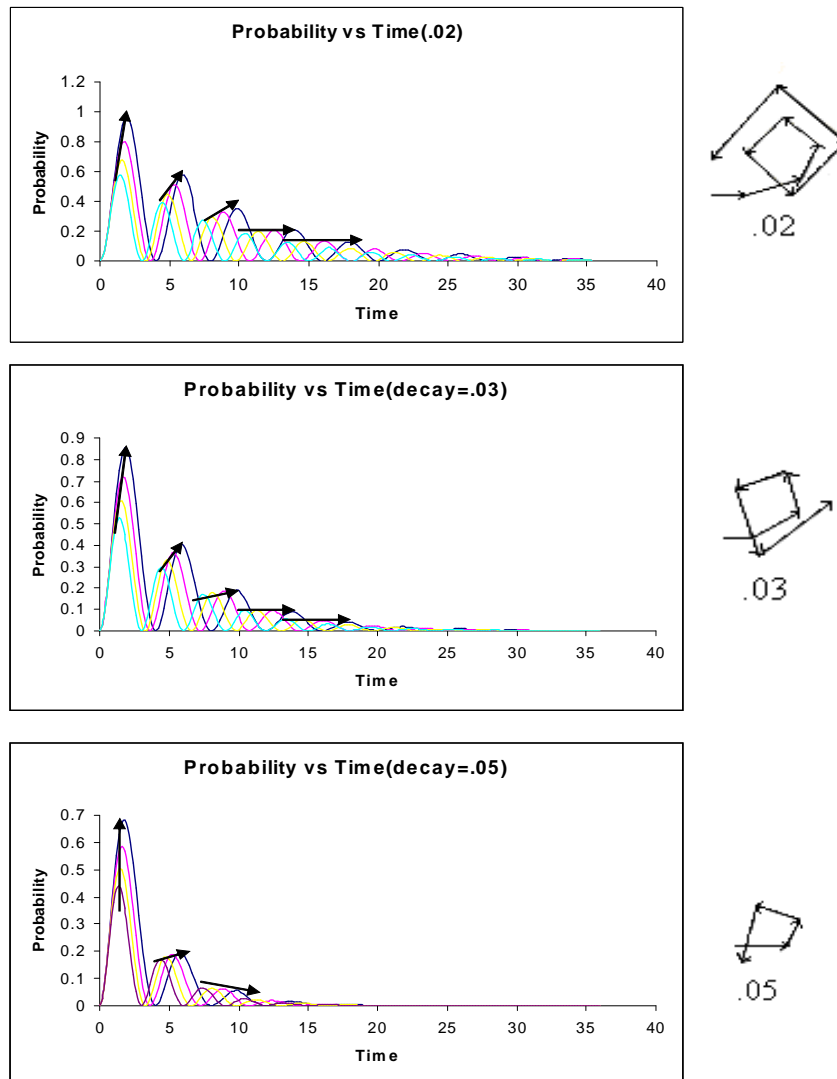 Probability vs Time(.02)
1.2
1
0.8
0.6
0.4
0.2
0
Probability
0 5 10 15 20 25 30 35 40
Time
.02
Probability vs Time(decay=.03)
0.9
0.8
0.7
0.6
0.5
0.4
0.3
0.2
0.1
0
Probability
0 5 10 15 20 25 30 35 40
Time
.03
Probability vs Time(decay=.05)
0.7
0.6
0.5
0.4
0.3
0.2
0.1
0
Probability
0 5 10 15 20 25 30 35 40
Time
.05